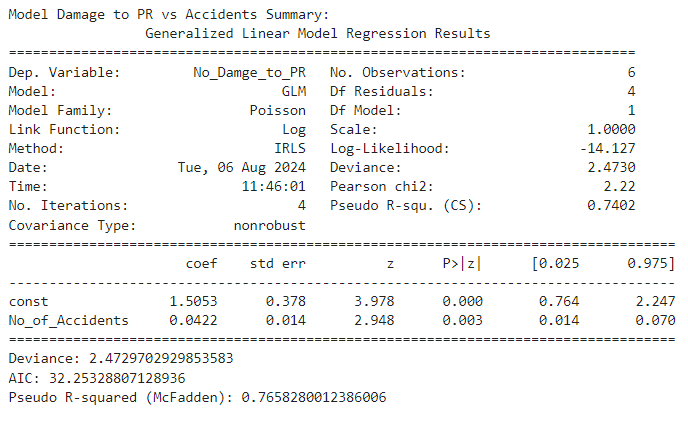 Model Damage to PR vs Accidents Summary:
Generalized Linear Model Regression Results
==============================================================================
Dep. Variable: No_Damge_to_PR No. Observations: 6
Model: GLM Df Residuals: 4
Model Family: Poisson Df Model: 1
Link Function: Log Scale: 1.0000
Method: IRLS Log-Likelihood: -14.127
Date: Tue, 06 Aug 2024 Deviance: 2.4730
Time: 11:46:01 Pearson chi2: 2.22
No. Iterations: 4 Pseudo R-squ. (CS): 0.7402
Covariance Type: nonrobust
===================================================================================
coef std err z P>|z| [0.025 0.975]
-----------------------------------------------------------------------------------
const 1.5053 0.378 3.978 0.000 0.764 2.247
No_of_Accidents 0.0422 0.014 2.948 0.003 0.014 0.070
===================================================================================
Deviance: 2.4729702929853583
AIC: 32.25328807128936
Pseudo R-squared (McFadden): 0.7658280012386006